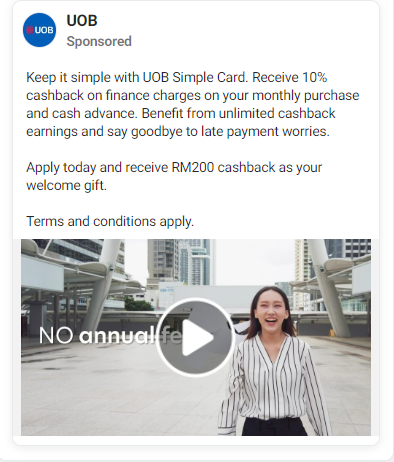 UOB
UOB
Sponsored
Keep it simple with UOB Simple Card. Receive 10%
cashback on finance charges on your monthly purchase
and cash advance. Benefit from unlimited cashback
earnings and say goodbye to late payment worries.
Apply today and receive RM200 cashback as your
welcome gift.
Terms and conditions apply.
NO annual